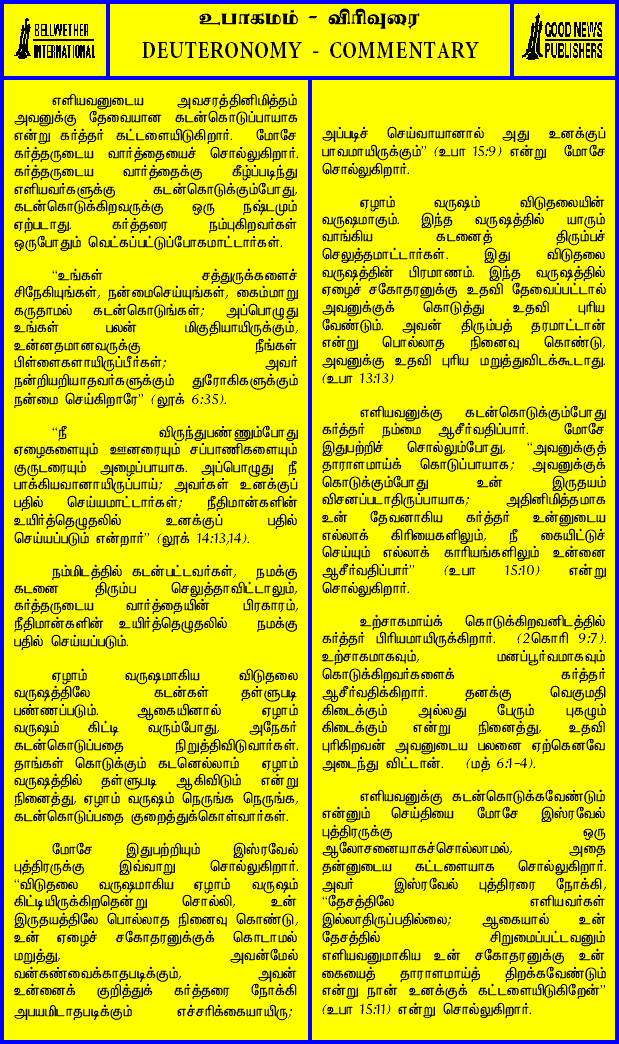 BELLWETHER
INTERNATIONAL
உபாகமம் - விரிவுரை
DEUTERONOMY - COMMENTARY
GOOD NEWS
PUBLISHERS
எளியவனுடைய அவசரத்தினிமித்தம்
அவனுக்கு தேவையான கடன்கொடுப்பாயாக
என்று கர்த்தர் கட்டளையிடுகிறார். மோசே
கர்த்தருடைய வார்த்தையைச் சொல்லுகிறார்.
கர்த்தருடைய வார்த்தைக்கு கீழ்ப்படிந்து
எளியவர்களுக்கு கடன்கொடுக்கும்போது,
கடன்கொடுக்கிறவருக்கு ஒரு நஷ்டமும்
ஏற்படாது. கர்த்தரை நம்புகிறவர்கள்
ஒருபோதும் வெட்கப்பட்டுப்போகமாட்டார்கள்.
“உங்கள் சத்துருக்களைச்
சிநேகியுங்கள், நன்மைசெய்யுங்கள், கைம்மாறு
கருதாமல் கடன்கொடுங்கள்; அப்பொழுது
உங்கள் பலன் மிகுதியாயிருக்கும்,
உன்னதமானவருக்கு நீங்கள்
பிள்ளைகளாயிருப்பீர்கள்; அவர்
நன்றியறியாதவர்களுக்கும் துரோகிகளுக்கும்
நன்மை செய்கிறாரே” (லூக் 6:35).
“நீ விருந்துபண்ணும்போது
ஏழைகளையும் ஊனரையும் சப்பாணிகளையும்
குருடரையும் அழைப்பாயாக. அப்பொழுது நீ
பாக்கியவானாயிருப்பாய்; அவர்கள் உனக்குப்
பதில் செய்யமாட்டார்கள்; நீதிமான்களின்
உயிர்த்தெழுதலில் உனக்குப் பதில்
செய்யப்படும் என்றார்” (லூக் 14:13,14).
நம்மிடத்தில் கடன்பட்டவர்கள், நமக்கு
கடனை திரும்ப செலுத்தாவிட்டாலும்,
கர்த்தருடைய வார்த்தையின் பிரகாரம்,
நீதிமான்களின் உயிர்த்தெழுதலில் நமக்கு
பதில் செய்யப்படும்.
ஏழாம் வருஷமாகிய விடுதலை
வருஷத்திலே கடன்கள் தள்ளுபடி
பண்ணப்படும். ஆகையினால் ஏழாம்
வருஷம் கிட்டி வரும்போது, அநேகர்
கடன்கொடுப்பதை நிறுத்திவிடுவார்கள்.
தாங்கள் கொடுக்கும் கடனெல்லாம் ஏழாம்
வருஷத்தில் தள்ளுபடி ஆகிவிடும் என்று
நினைத்து, ஏழாம் வருஷம் நெருங்க நெருங்க,
கடன்கொடுப்பதை குறைத்துக்கொள்வார்கள்.
மோசே இதுபற்றியும் இஸ்ரவேல்
புத்திரருக்கு இவ்வாறு சொல்லுகிறார்.
“விடுதலை வருஷமாகிய ஏழாம் வருஷம்
கிட்டியிருக்கிறதென்று சொல்லி, உன்
இருதயத்திலே பொல்லாத நினைவு கொண்டு,
உன் ஏழைச் சகோதரனுக்குக் கொடாமல்
மறுத்து, அவன்மேல்
வன்கண்வைக்காதபடிக்கும், அவன்
உன்னைக் குறித்துக் கர்த்தரை நோக்கி
அபயமிடாதபடிக்கும் எச்சரிக்கையாயிரு;
அப்படிச் செய்வாயானால் அது உனக்குப்
பாவமாயிருக்கும்” (உபா 15:9) என்று மோசே
சொல்லுகிறார்.
ஏழாம் வருஷம் விடுதலையின்
வருஷமாகும். இந்த வருஷத்தில் யாரும்
வாங்கிய கடனைத் திரும்பச்
செலுத்தமாட்டார்கள். இது விடுதலை
வருஷத்தின் பிரமாணம். இந்த வருஷத்தில்
ஏழைச் சகோதரனுக்கு உதவி தேவைப்பட்டால்
அவனுக்குக் கொடுத்து உதவி புரிய
வேண்டும். அவன் திரும்பத் தரமாட்டான்
என்று பொல்லாத நினைவு கொண்டு,
அவனுக்கு உதவி புரிய மறுத்துவிடக்கூடாது.
(உபா 13:13)
எளியவனுக்கு கடன்கொடுக்கும்போது
கர்த்தர் நம்மை ஆசீர்வதிப்பார். மோசே
இதுபற்றிச் சொல்லும்போது, “அவனுக்குத்
தாராளமாய்க் கொடுப்பாயாக; அவனுக்குக்
கொடுக்கும்போது உன் இருதயம்
விசனப்படாதிருப்பாயாக; அதினிமித்தமாக
உன் தேவனாகிய கர்த்தர் உன்னுடைய
எல்லாக் கிரியைகளிலும், நீ கையிட்டுச்
செய்யும் எல்லாக் காரியங்களிலும் உன்னை
ஆசீர்வதிப்பார்” (உபா 15:10) என்று
சொல்லுகிறார்.
உற்சாகமாய்க் கொடுக்கிறவனிடத்தில்
கர்த்தர் பிரியமாயிருக்கிறார். (2கொரி 9:7).
உற்சாகமாகவும், மனப்பூர்வமாகவும்
கொடுக்கிறவர்களைக் கர்த்தர்
ஆசீர்வதிக்கிறார். தனக்கு வெகுமதி
கிடைக்கும் அல்லது பேரும் புகழும்
கிடைக்கும் என்று நினைத்து, உதவி
புரிகிறவன் அவனுடைய பலனை ஏற்கெனவே
அடைந்து விட்டான். (மத் 6:1-4).
எளியவனுக்கு கடன்கொடுக்கவேண்டும்
என்னும் செய்தியை மோசே இஸ்ரவேல்
புத்திரருக்கு ஒரு
ஆலோசனையாகச்சொல்லாமல், அதை
தன்னுடைய கட்டளையாக சொல்லுகிறார்.
அவர் இஸ்ரவேல் புத்திரரை நோக்கி,
“தேசத்திலே எளியவர்கள்
இல்லாதிருப்பதில்லை; ஆகையால் உன்
தேசத்தில் சிறுமைப்பட்டவனும்
எளியவனுமாகிய உன் சகோதரனுக்கு உன்
கையைத் தாராளமாய்த் திறக்கவேண்டும்
என்று நான் உனக்குக் கட்டளையிடுகிறேன்”
(உபா 15:11) என்று சொல்லுகிறார்.